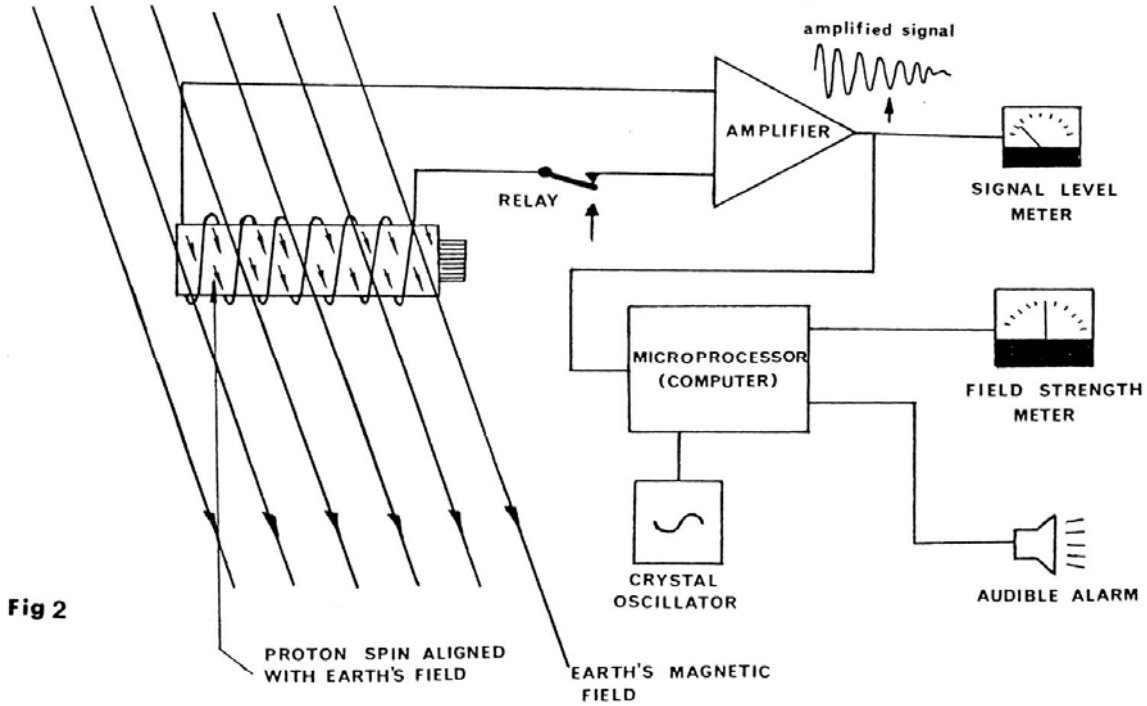 amplified signal
AMPLIFIER
RELAY
SIGNAL LEVEL
METER
MICROPROCESSOR
(COMPUTER)
FIELD STRENGTH
METER
CRYSTAL
OSCILLATOR
AUDIBLE ALARM
Fig 2
PROTON SPIN ALIGNED
WITH EARTH'S FIELD
EARTH'S MAGNETIC
FIELD